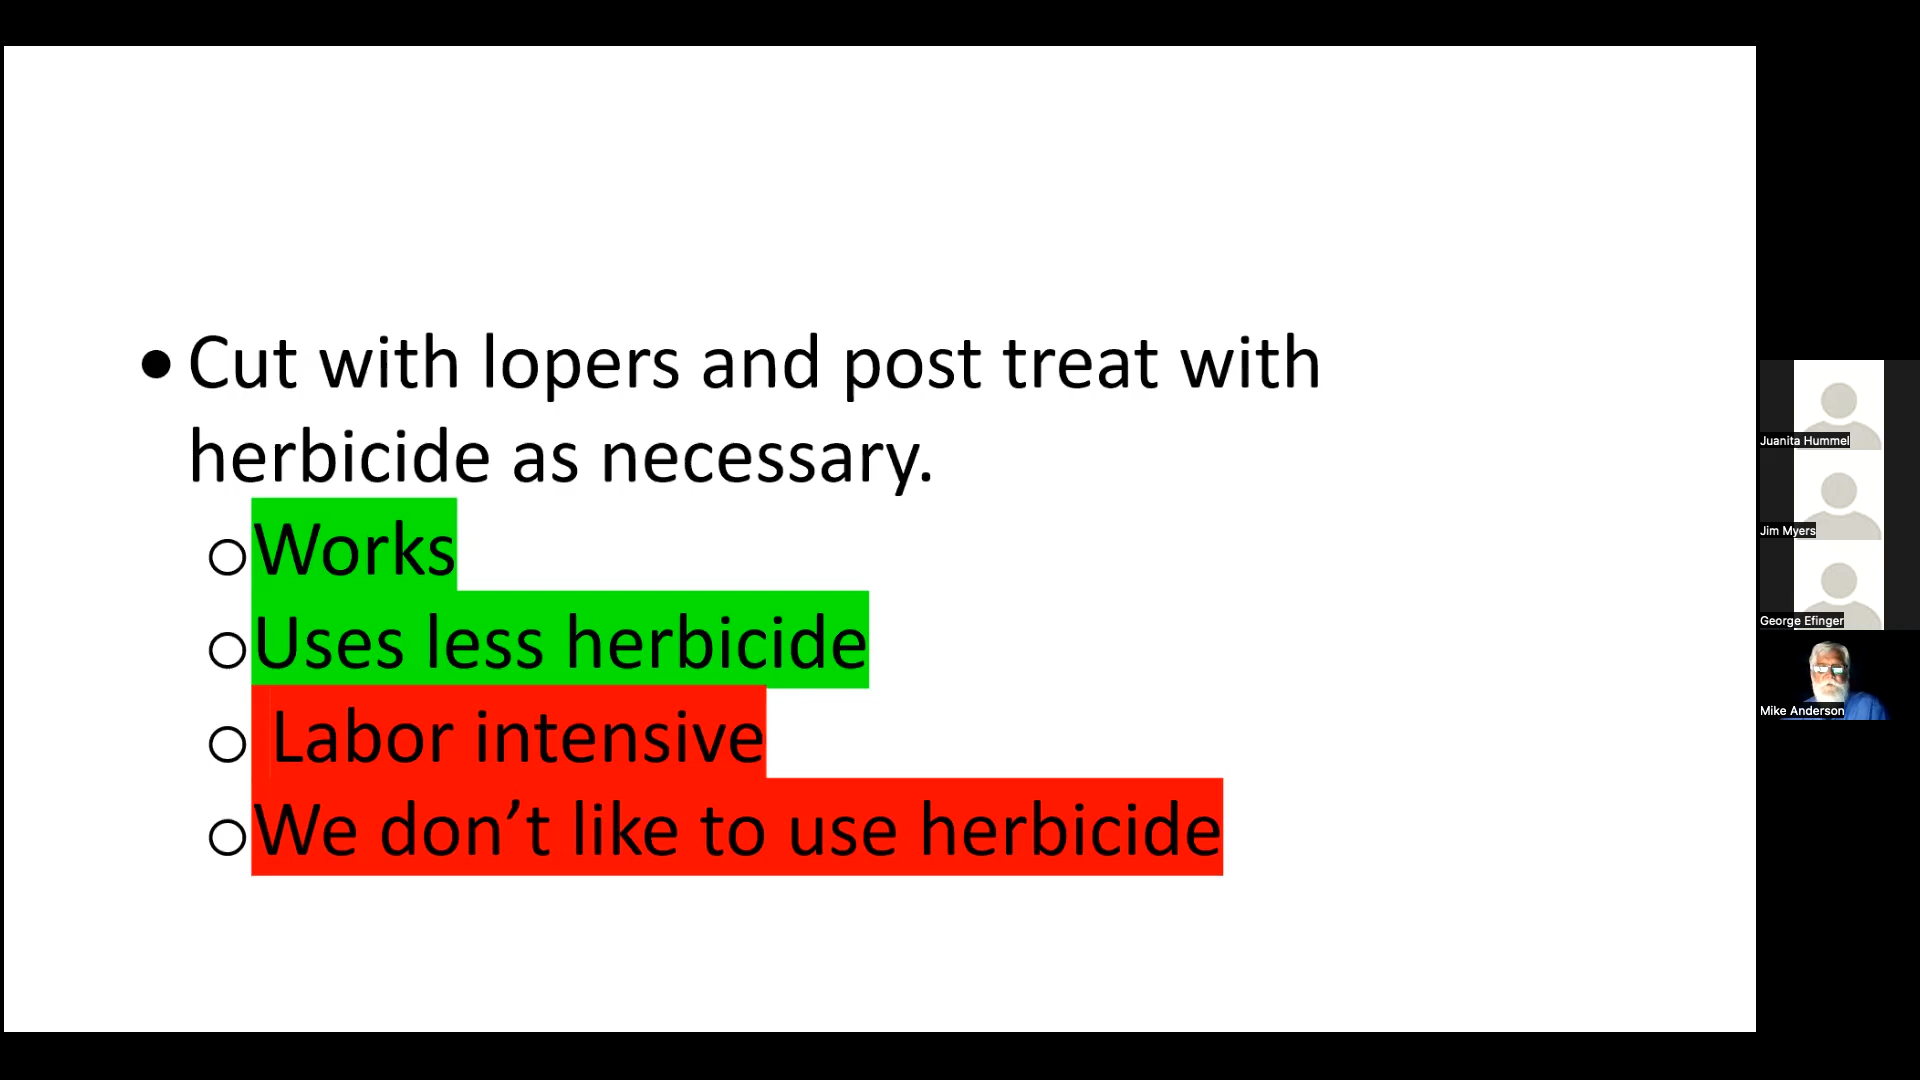 • Cut with lopers and post treat with
herbicide as necessary.
○ Works
○ Uses less herbicide
○ Labor intensive
○ We don’t like to use herbicide
Juanita Hummel
Jim Myers
George Efinger
Mike Anderson